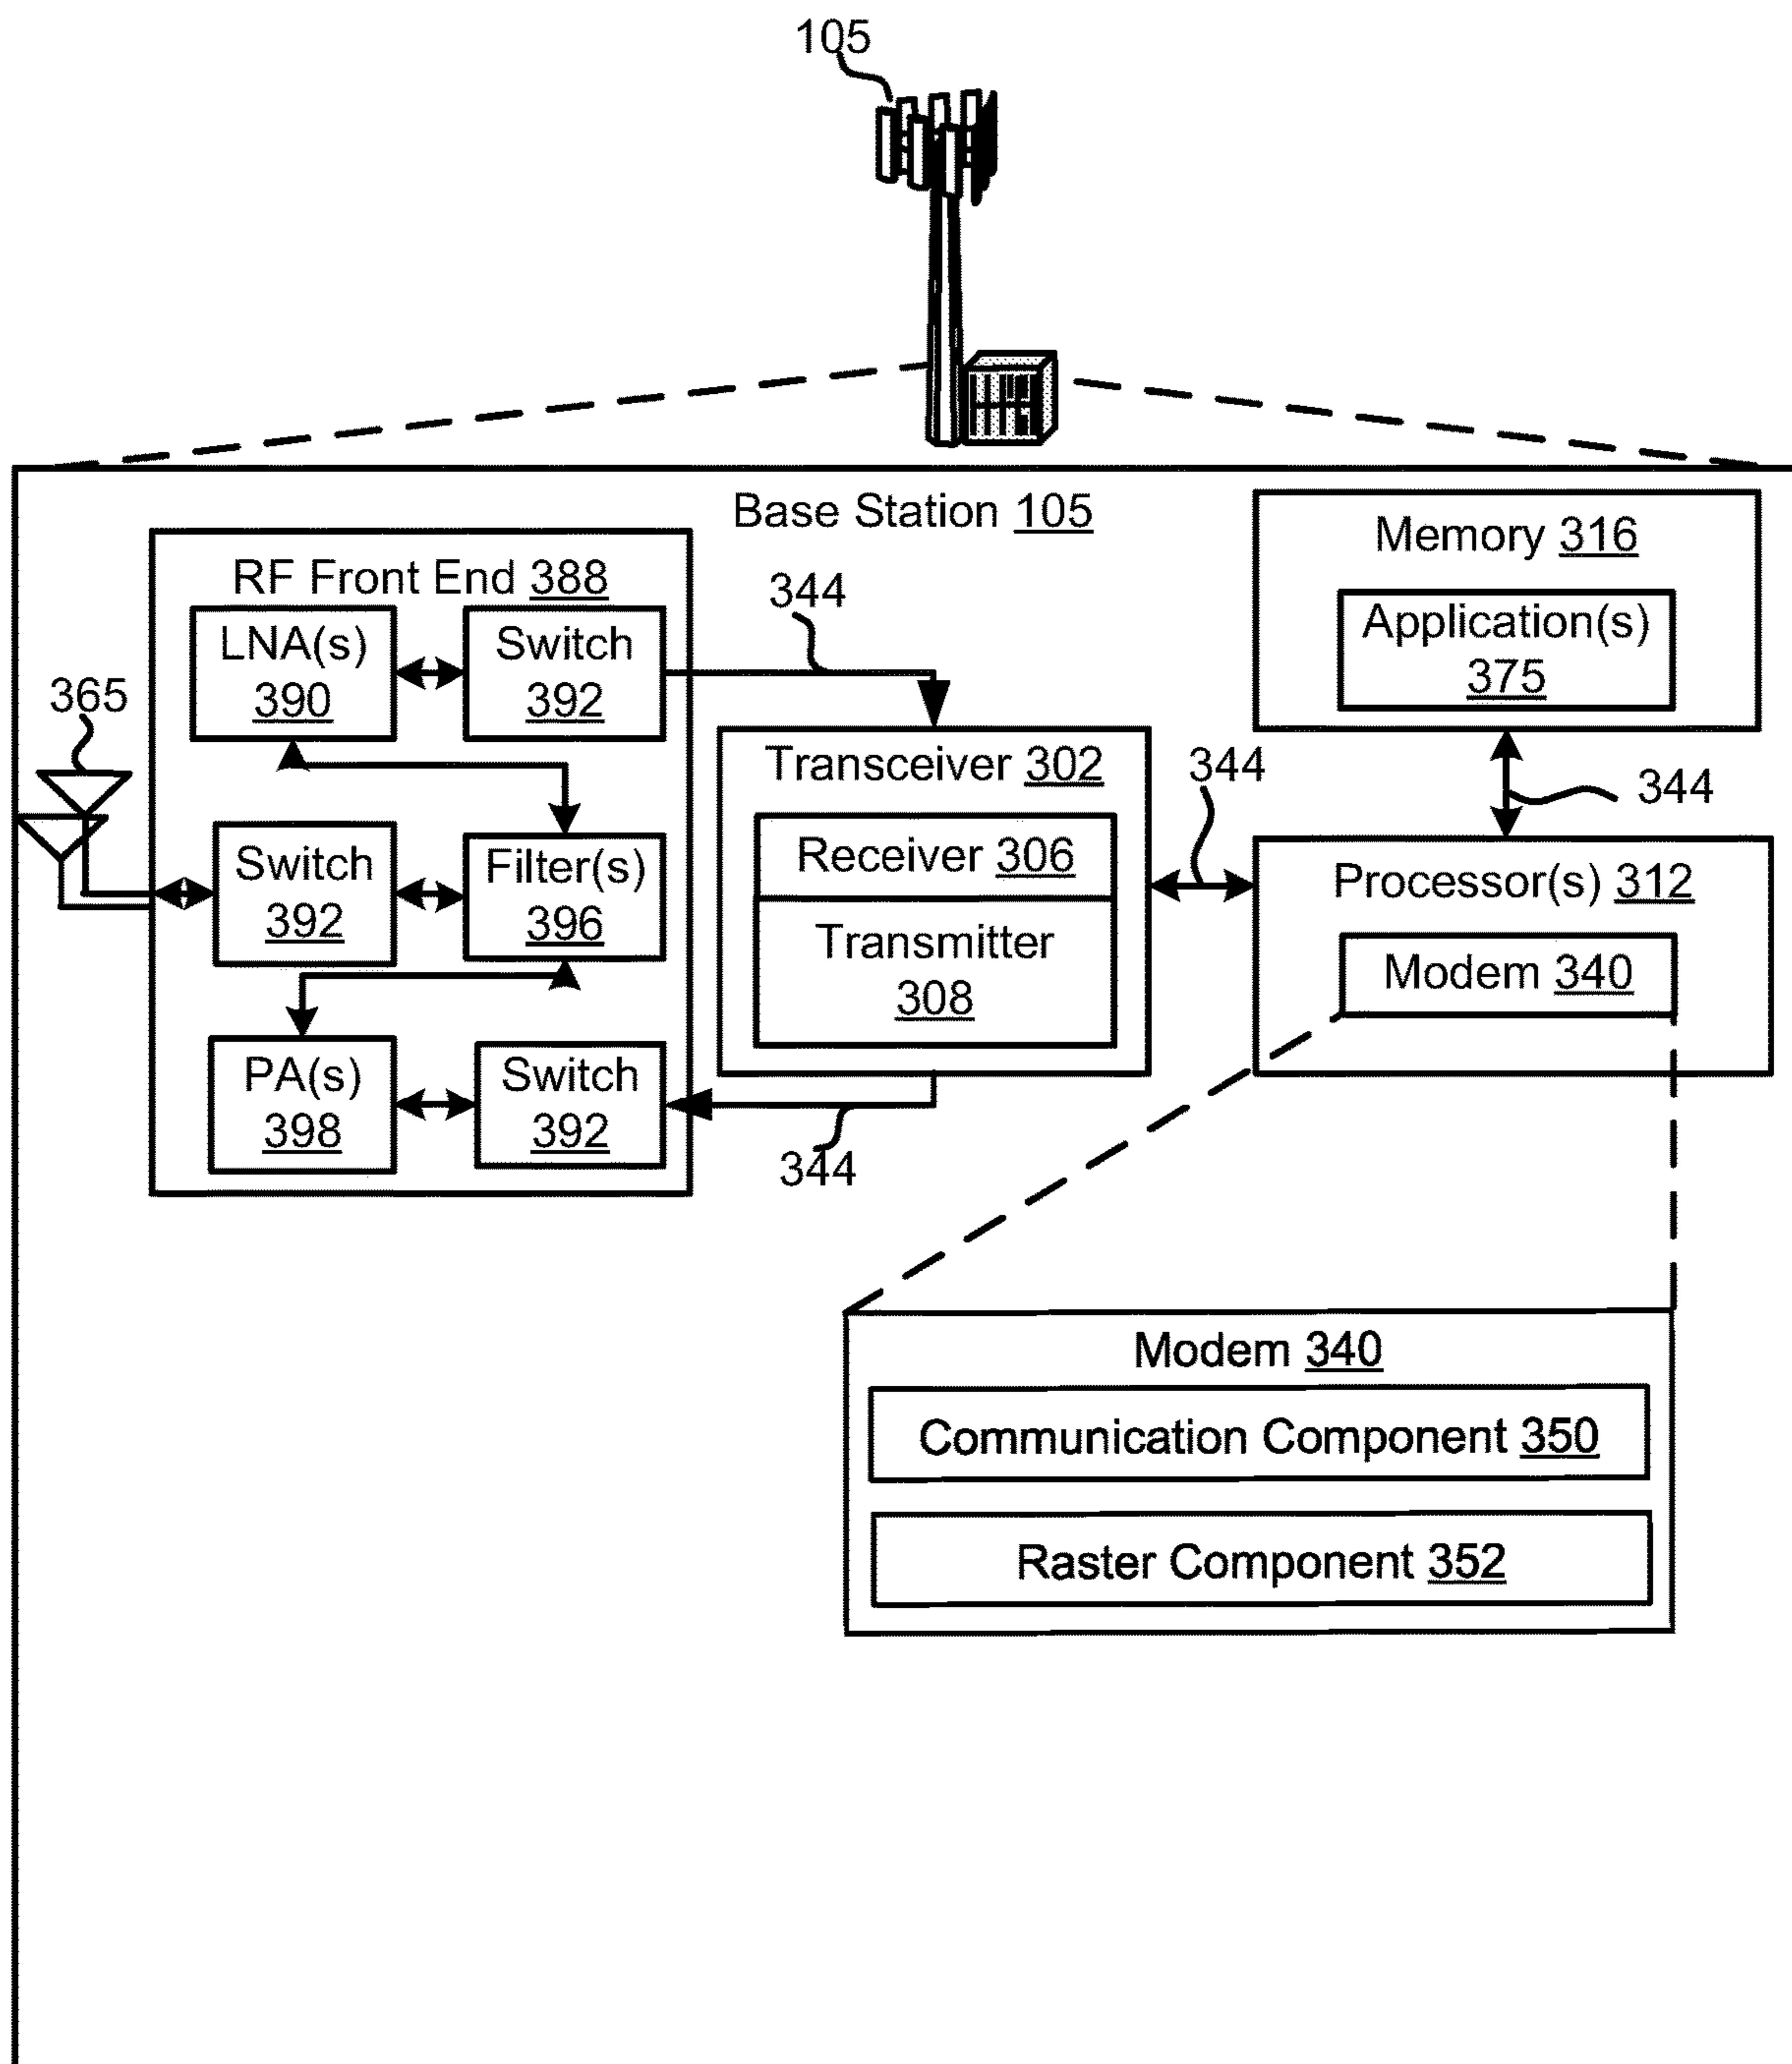 105
Base Station 105
Memory 316
Application(s)
375
RF Front End 388
LNA(s)
390
Switch
392
344
365
Transceiver 302
344
344
Receiver 306
Transmitter
308
Processor(s) 312
Modem 340
Switch
392
Filter(s)
396
PA(s)
398
Switch
392
344
Modem 340
Communication Component 350
Raster Component 352